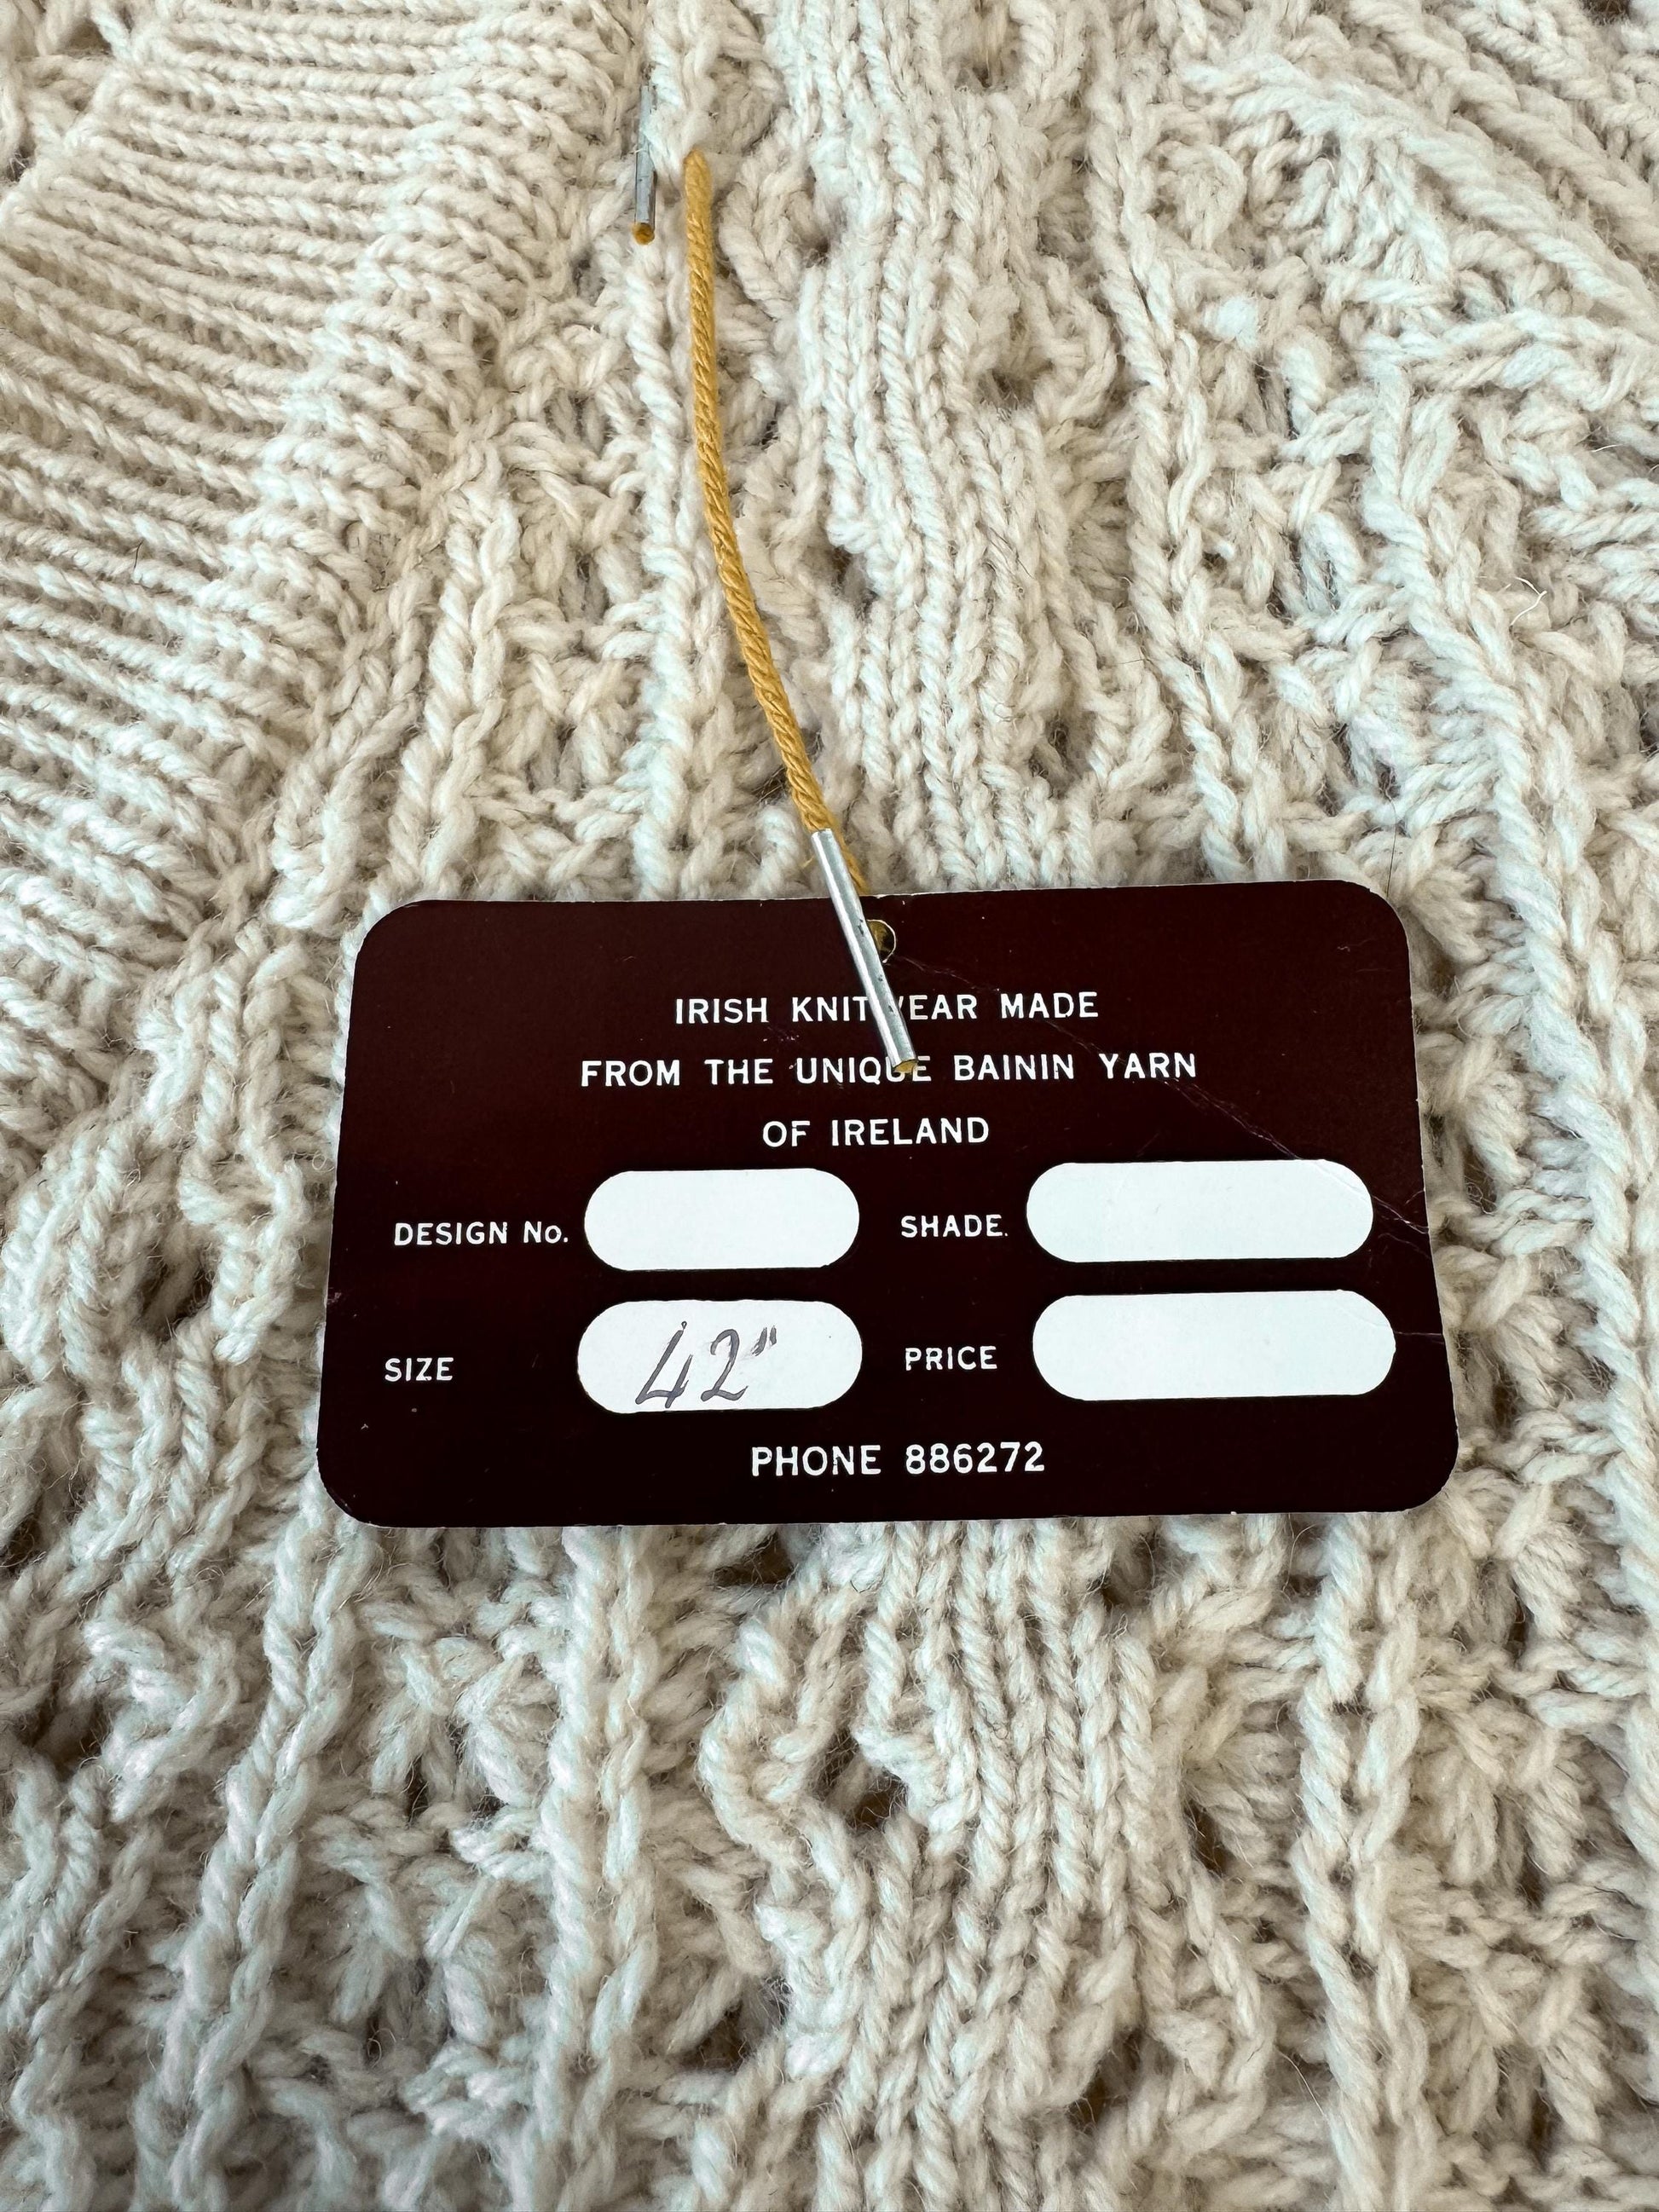 IRISH KNITWEAR MADE
FROM THE UNIQUE BAININ YARN
OF IRELAND
DESIGN No. SHADE.
SIZE 42" PRICE
PHONE 886272